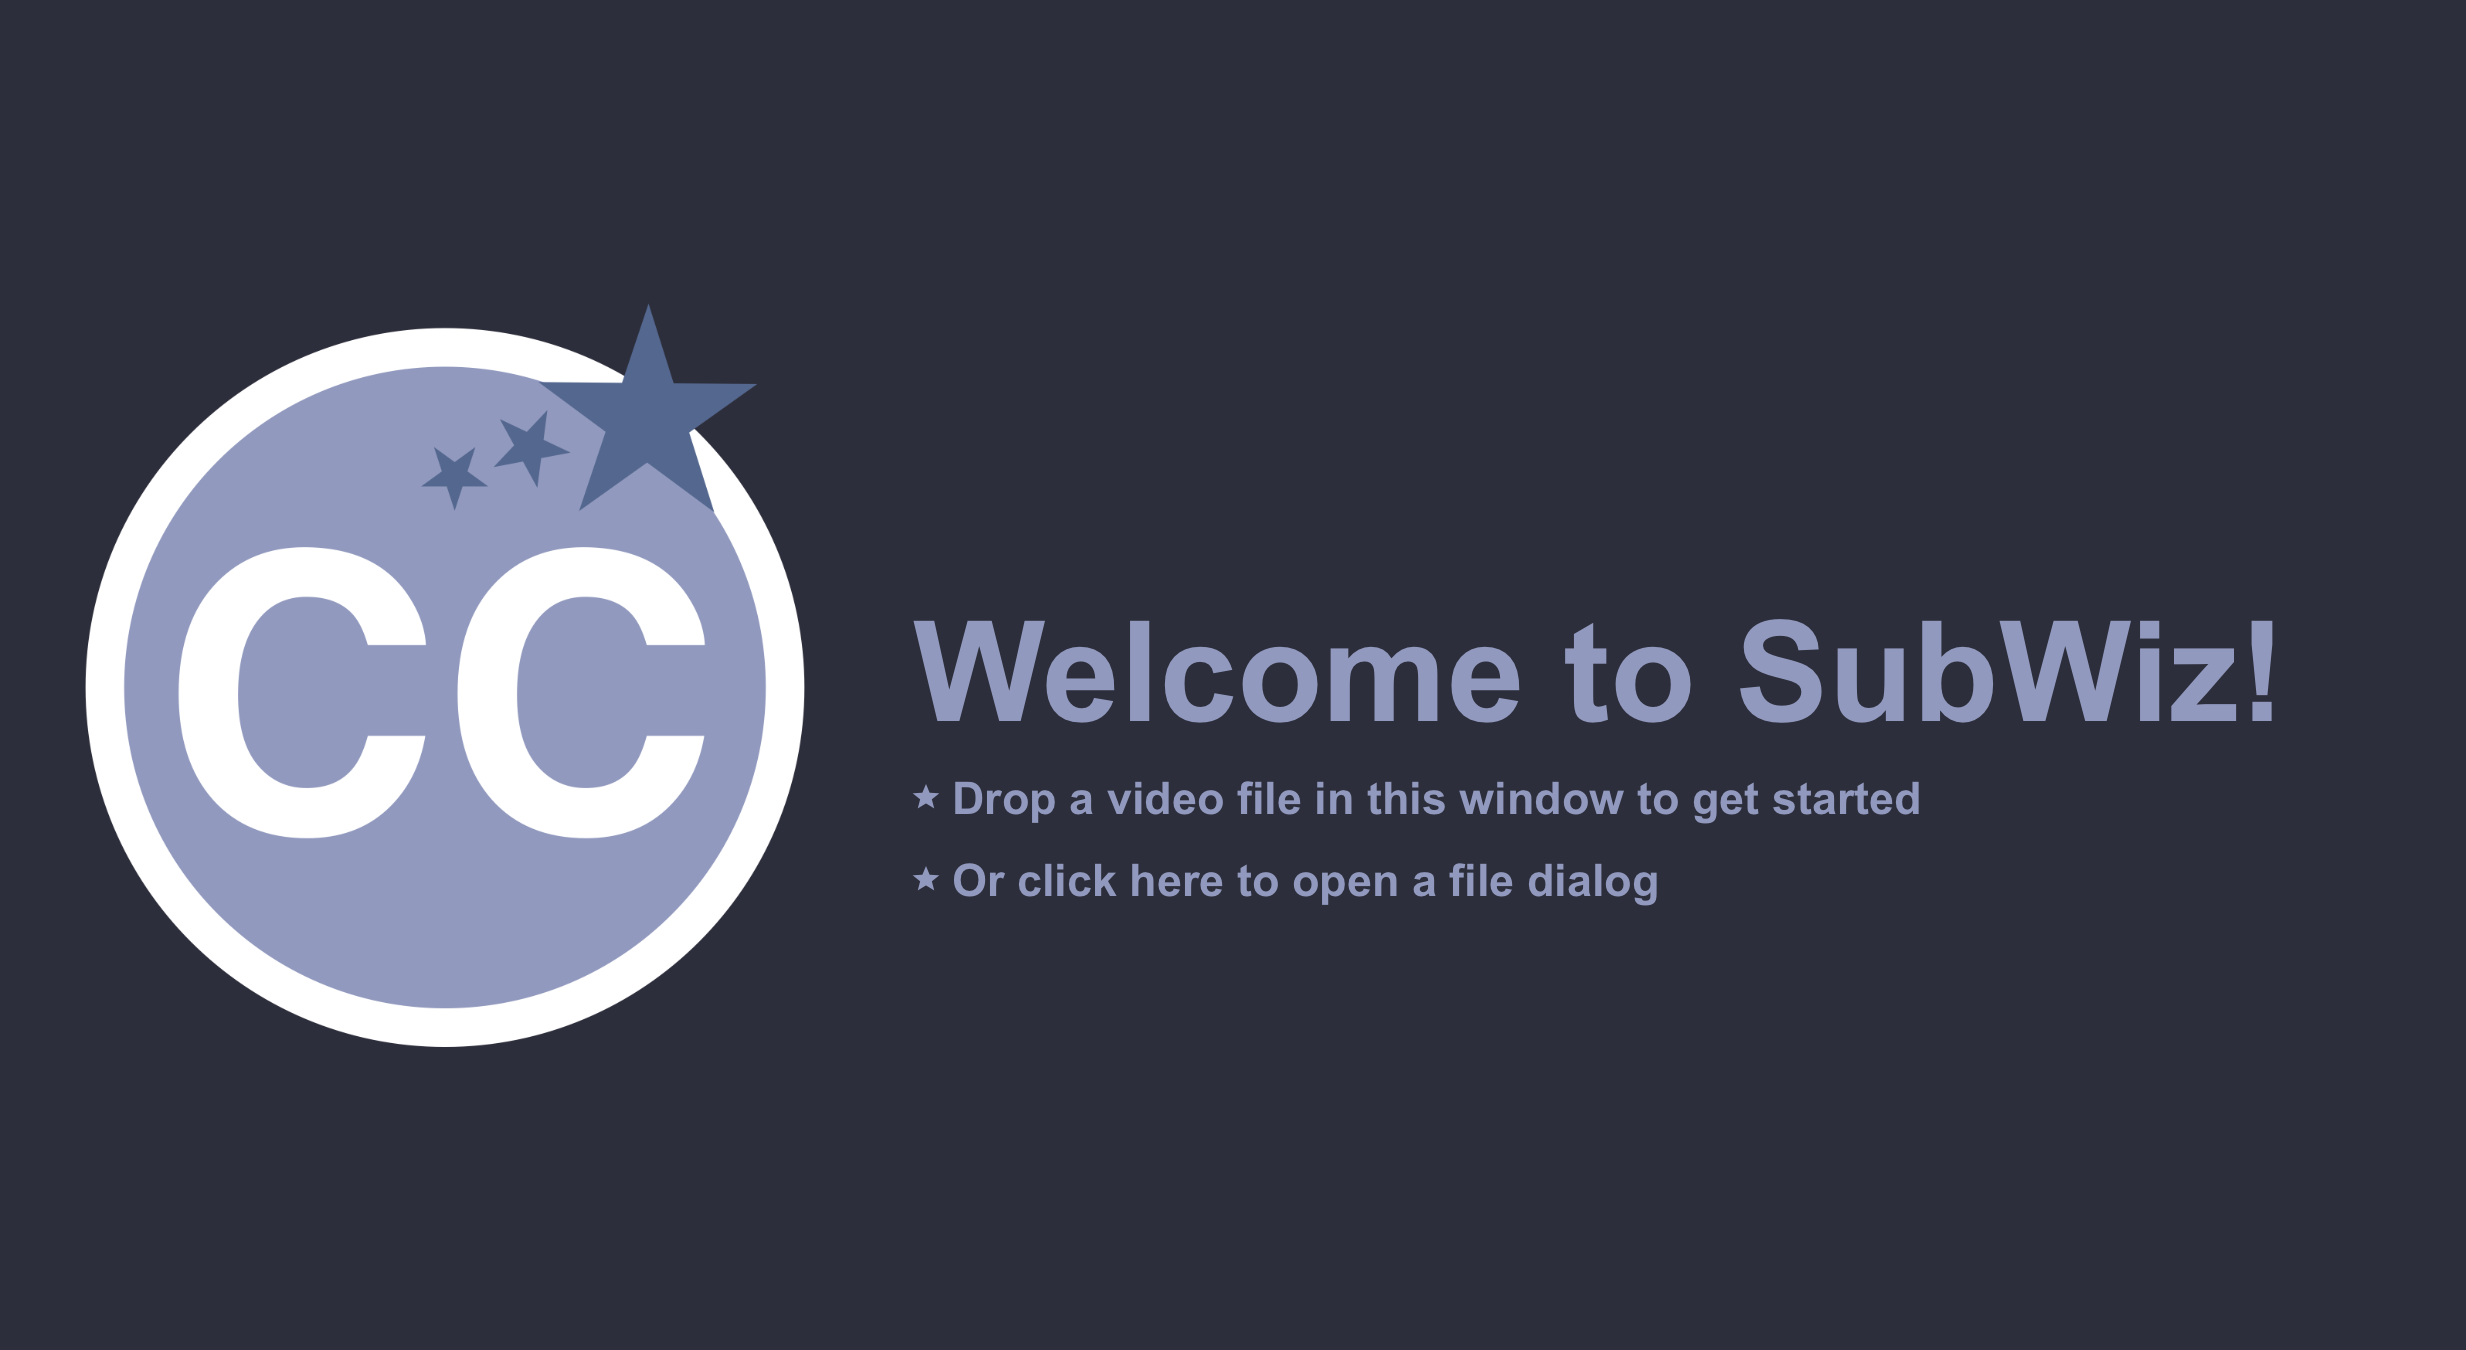 CC
Welcome to SubWiz!
★ Drop a video file in this window to get started
★ Or click here to open a file dialog